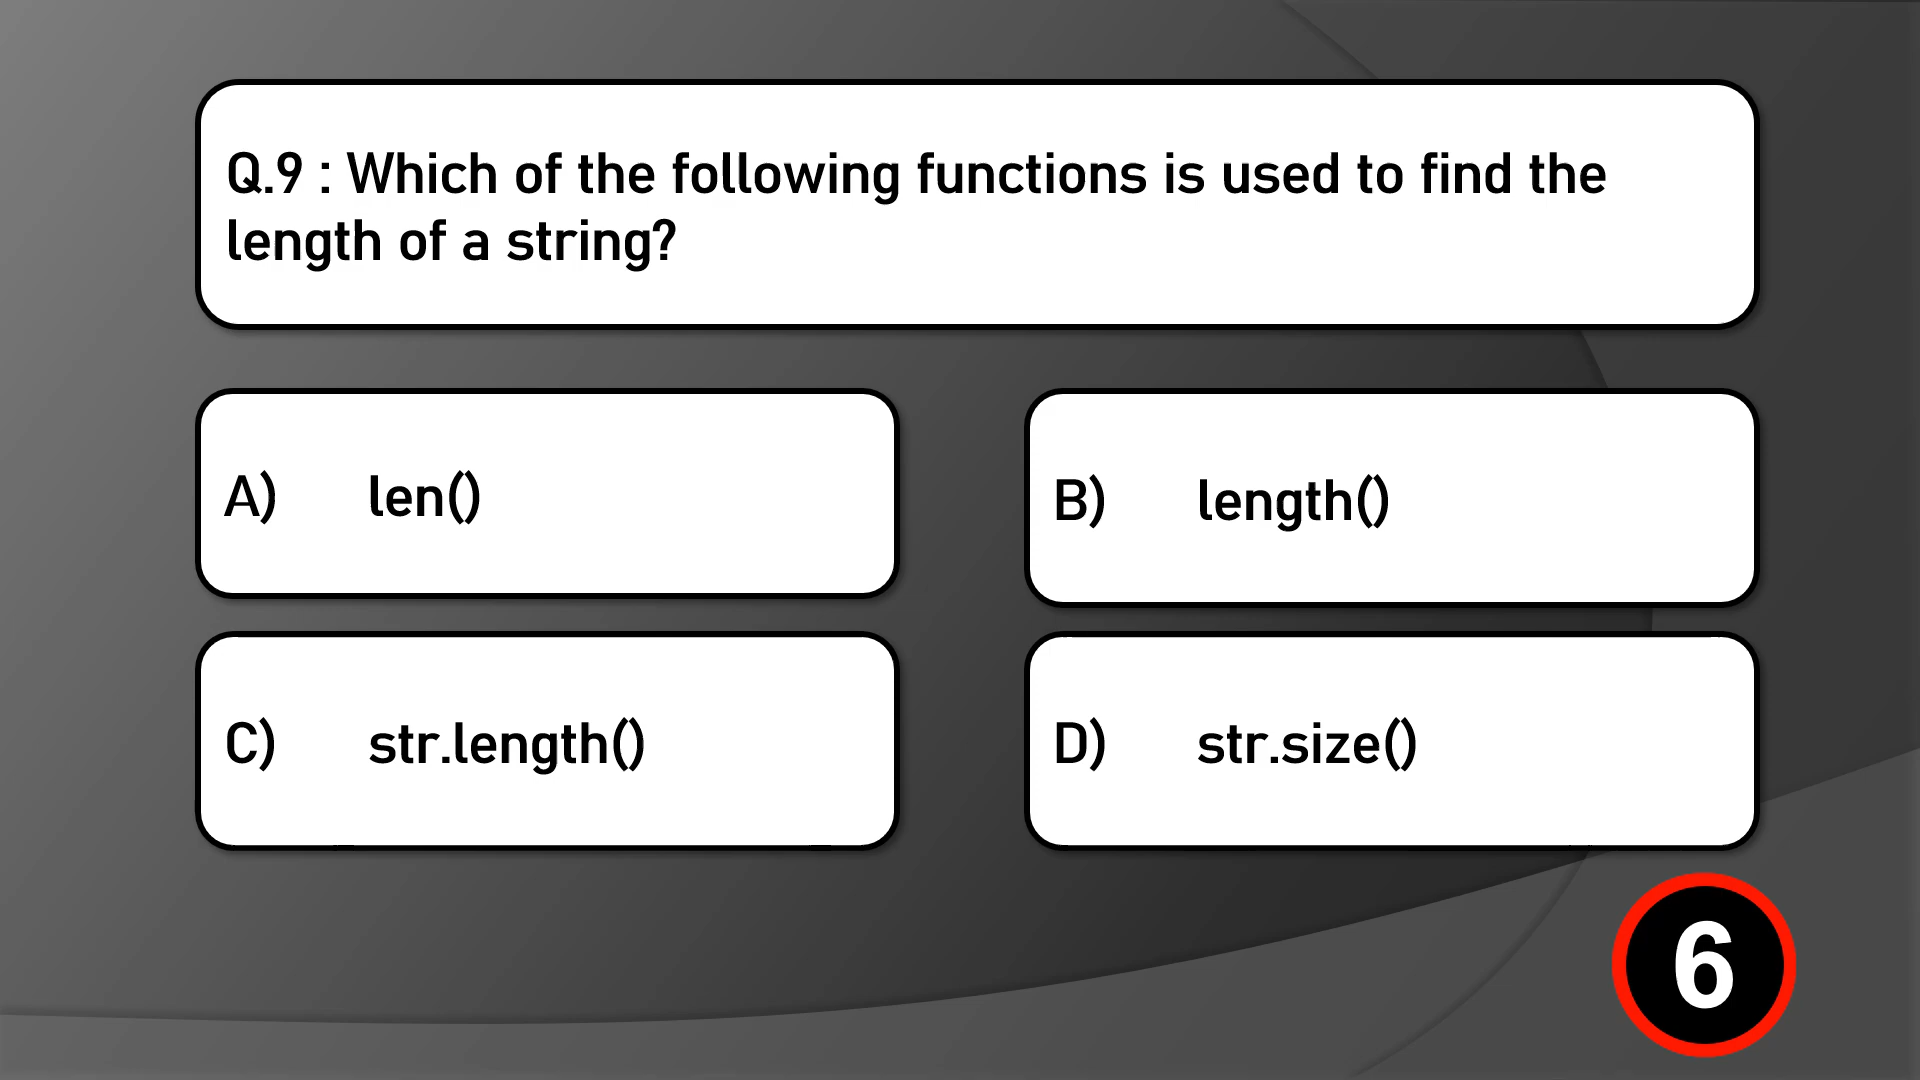 Q.9 : Which of the following functions is used to find the
length of a string?
A) len()
B) length()
C) str.length()
D) str.size()
6